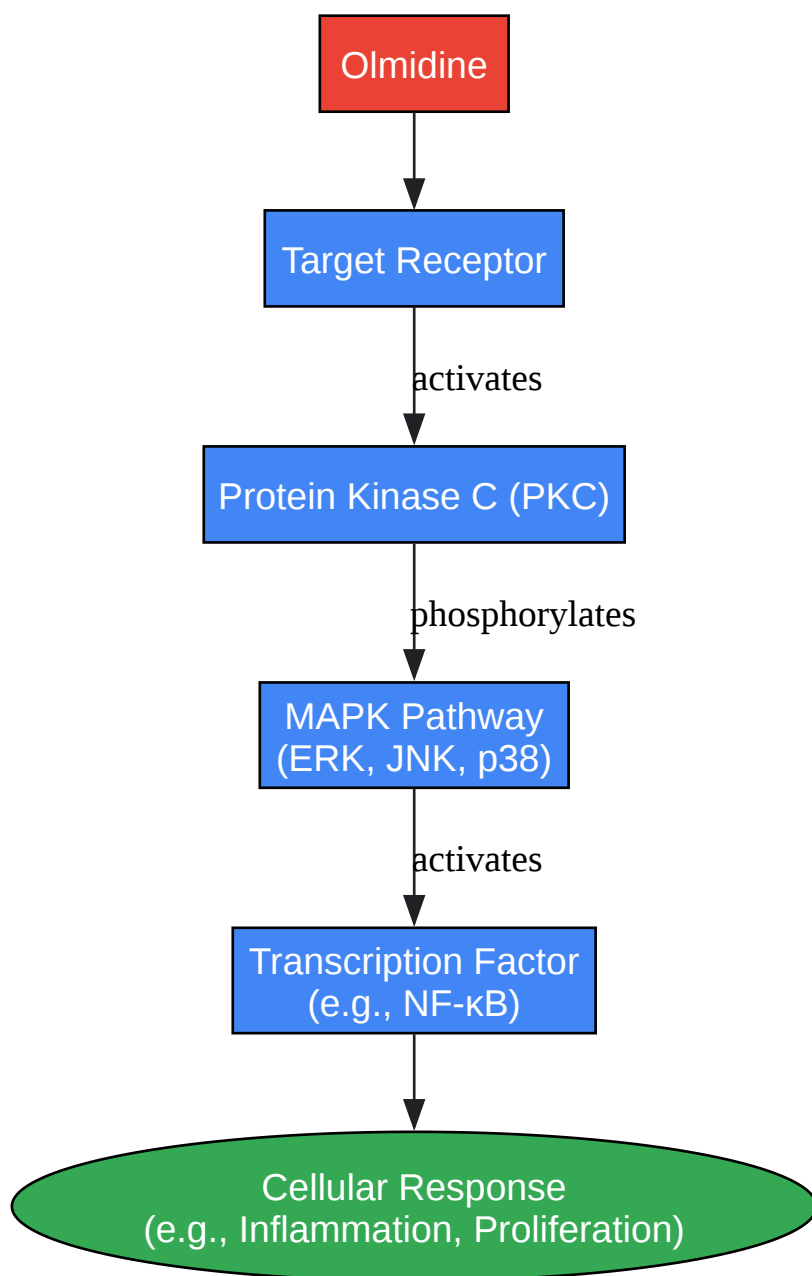 Olmidine
Target Receptor
activates
Protein Kinase C (PKC)
phosphorylates
MAPK Pathway
(ERK, JNK, p38)
activates
Transcription Factor
(e.g., NF-κB)
Cellular Response
(e.g., Inflammation, Proliferation)